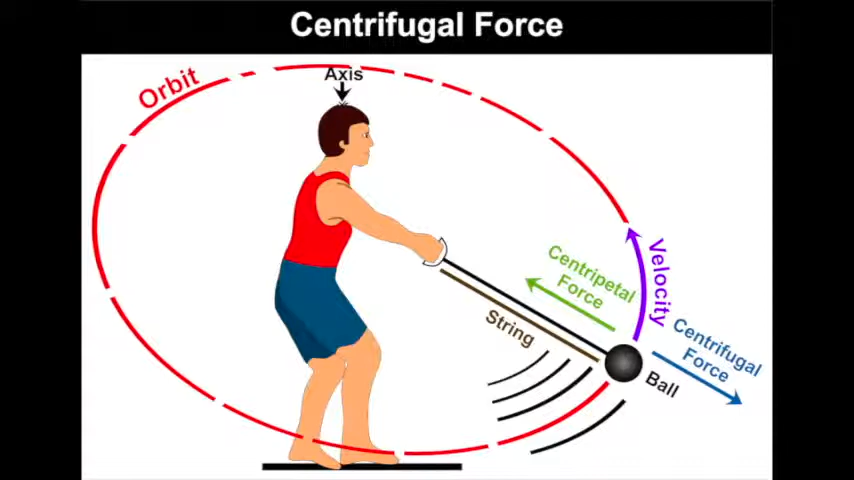 Centrifugal Force
Orbit
Axis
Velocity
Centripetal
Force
Centrifugal
Force
String
Ball